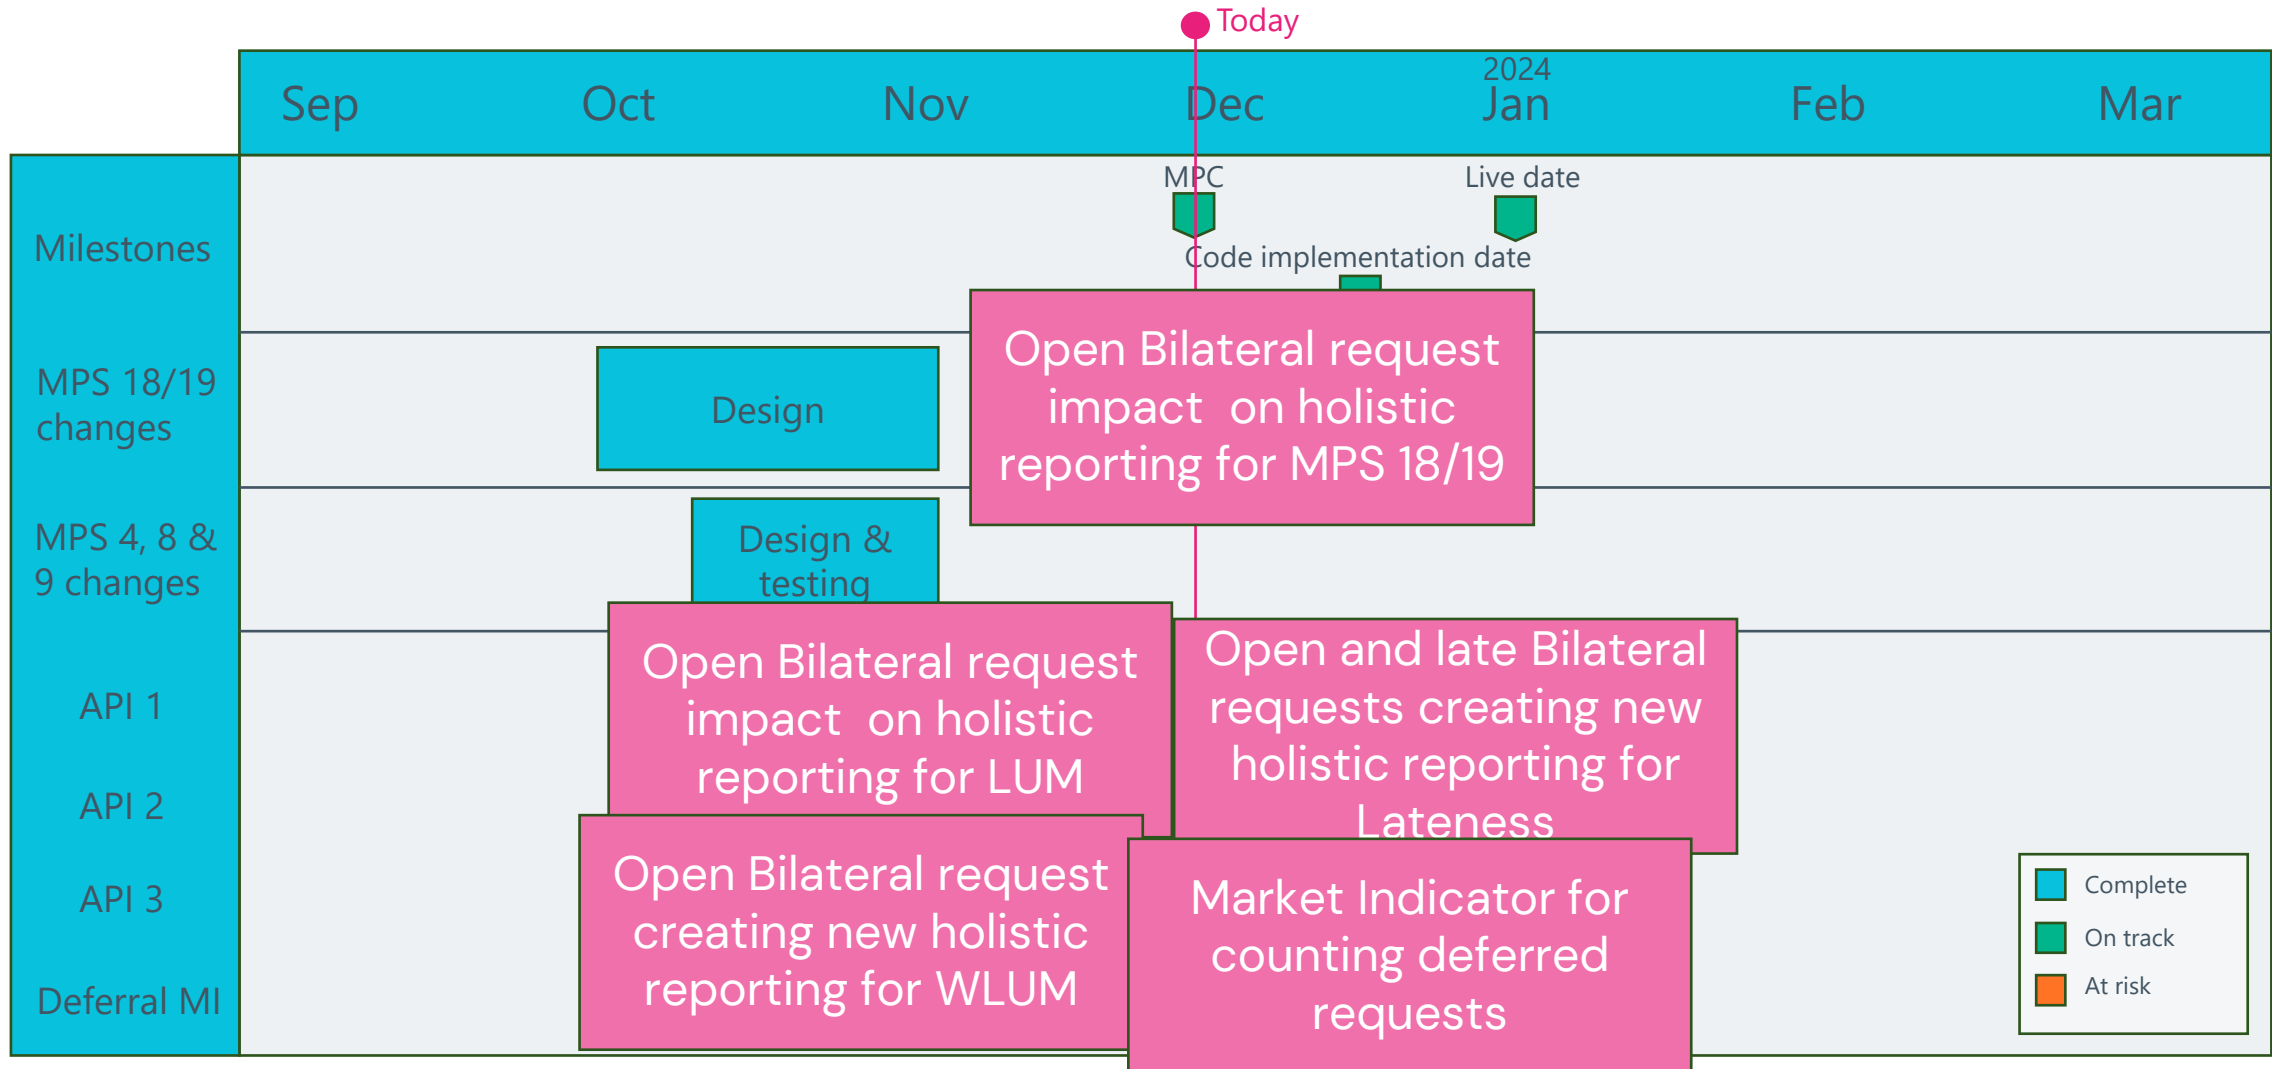 Today
2024
Sep Oct Nov Dec Jan Feb Mar
MPC
Live date
Milestones
Code implementation date
MPS 18/19
changes
Design
Open Bilateral request
impact on holistic
reporting for MPS 18/19
MPS 4, 8 &
9 changes
Design &
testing
API 1
API 2
API 3
Deferral MI
Open Bilateral request
impact on holistic
reporting for LUM
Open and late Bilateral
requests creating new
holistic reporting for
Lateness
Open Bilateral request
creating new holistic
reporting for WLUM
Market Indicator for
counting deferred
requests
Complete
On track
At risk